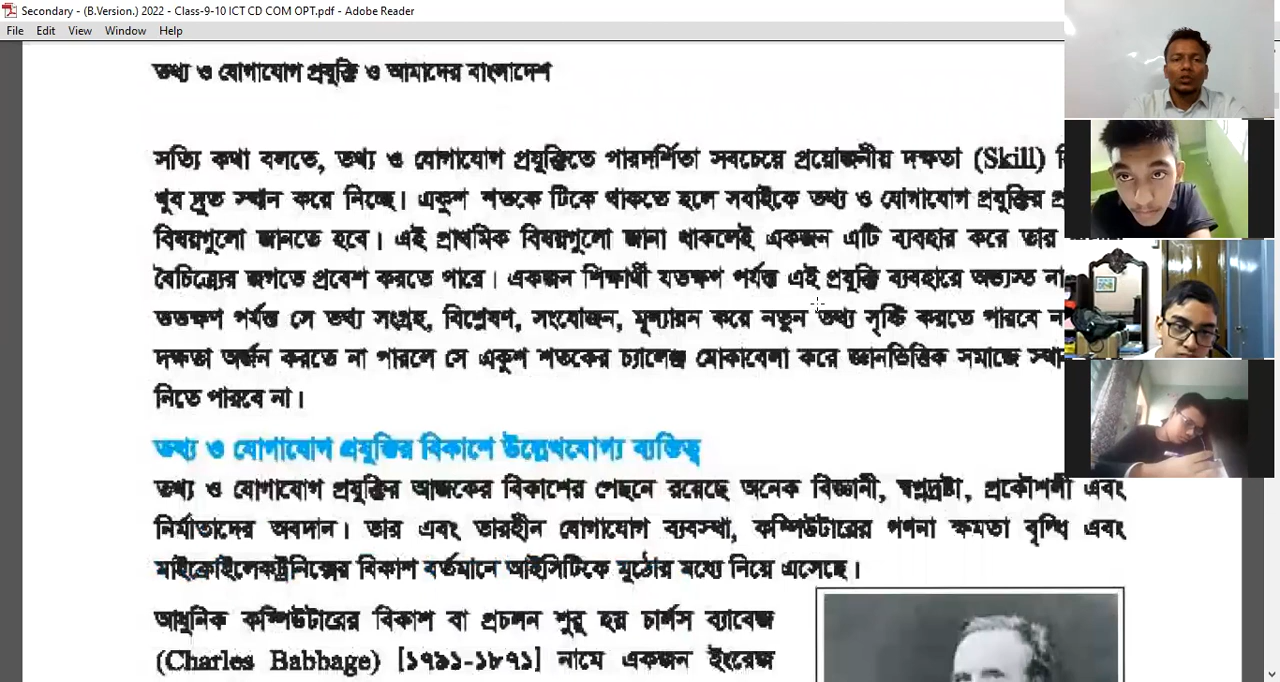 Secondary - (B.Version.) 2022 - Class-9-10 ICT CD COM OPT.pdf - Adobe Reader
File Edit View Window Help
তথ্য ও যোগাযোগ প্রযুক্তি ও আমাদের বাংলাদেশ
সত্যি কথা বলতে, তথ্য ও যোগাযোগ প্রযুক্তিতে পারদর্শিতা সবচেয়ে প্রয়োজনীয় দক্ষতা (Skill)
খুব দ্রুত স্থান করে নিচ্ছে। একুশ শতকে টিকে থাকতে হলে সবাইকে তথ্য ও যোগাযোগ প্রযুক্তির
বিষয়গুলো জানতে হবে। এই প্রাথমিক বিষয়গুলো জানা থাকলেই একজন এটি ব্যবহার করে তার
বৈচিত্র্যের জগতে প্রবেশ করতে পারে। একজন শিক্ষার্থী যতক্ষণ পর্যন্ত এই প্রযুক্তি ব্যবহারে অভ্যস্ত না
ততক্ষণ পর্যন্ত সে তথ্য সংগ্রহ, বিশ্লেষণ, সংযোজন, মূল্যায়ন করে নতুন তথ্য সৃষ্টি করতে পারবে
দক্ষতা অর্জন করতে না পারলে সে একুশ শতকের চ্যালেঞ্জ মোকাবেলা করে জ্ঞানভিত্তিক সমাজে
নিতে পারবে না।
তথ্য ও যোগাযোগ প্রযুক্তির বিকাশে উল্লেখযোগ্য ব্যক্তিত্ব
তথ্য ও যোগাযোগ প্রযুক্তির আজকের বিকাশের পেছনে রয়েছে অনেক বিজ্ঞানী, স্বপ্নদ্রষ্টা, প্রকৌশলী এবং
নির্মাতাদের অবদান। তার এবং তারহীন যোগাযোগ ব্যবস্থা, কম্পিউটারের গণনা ক্ষমতা বৃদ্ধি এবং
মাইক্রোইলেকট্রনিক্সের বিকাশ বর্তমানে আইসিটিকে মুঠোর মধ্যে নিয়ে এসেছে।
আধুনিক কম্পিউটারের বিকাশ বা প্রচলন শুরু হয় চার্লস ব্যাবেজ
(Charles Babbage) [১৭৯১-১৮৭১] নামে একজন ইংরেজ